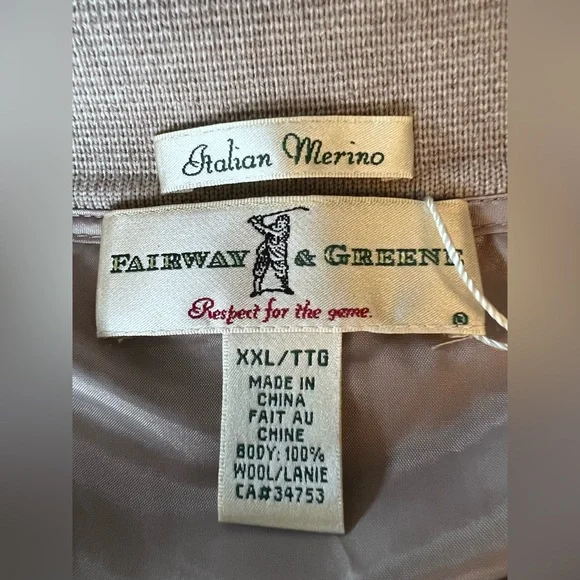 Italian Merino
FAIRWAY & GREENE
Respect for the game.
®
XXL/TTG
MADE IN
CHINA
FAIT AU
CHINE
BODY: 100%
WOOL/LANIE
CA#34753